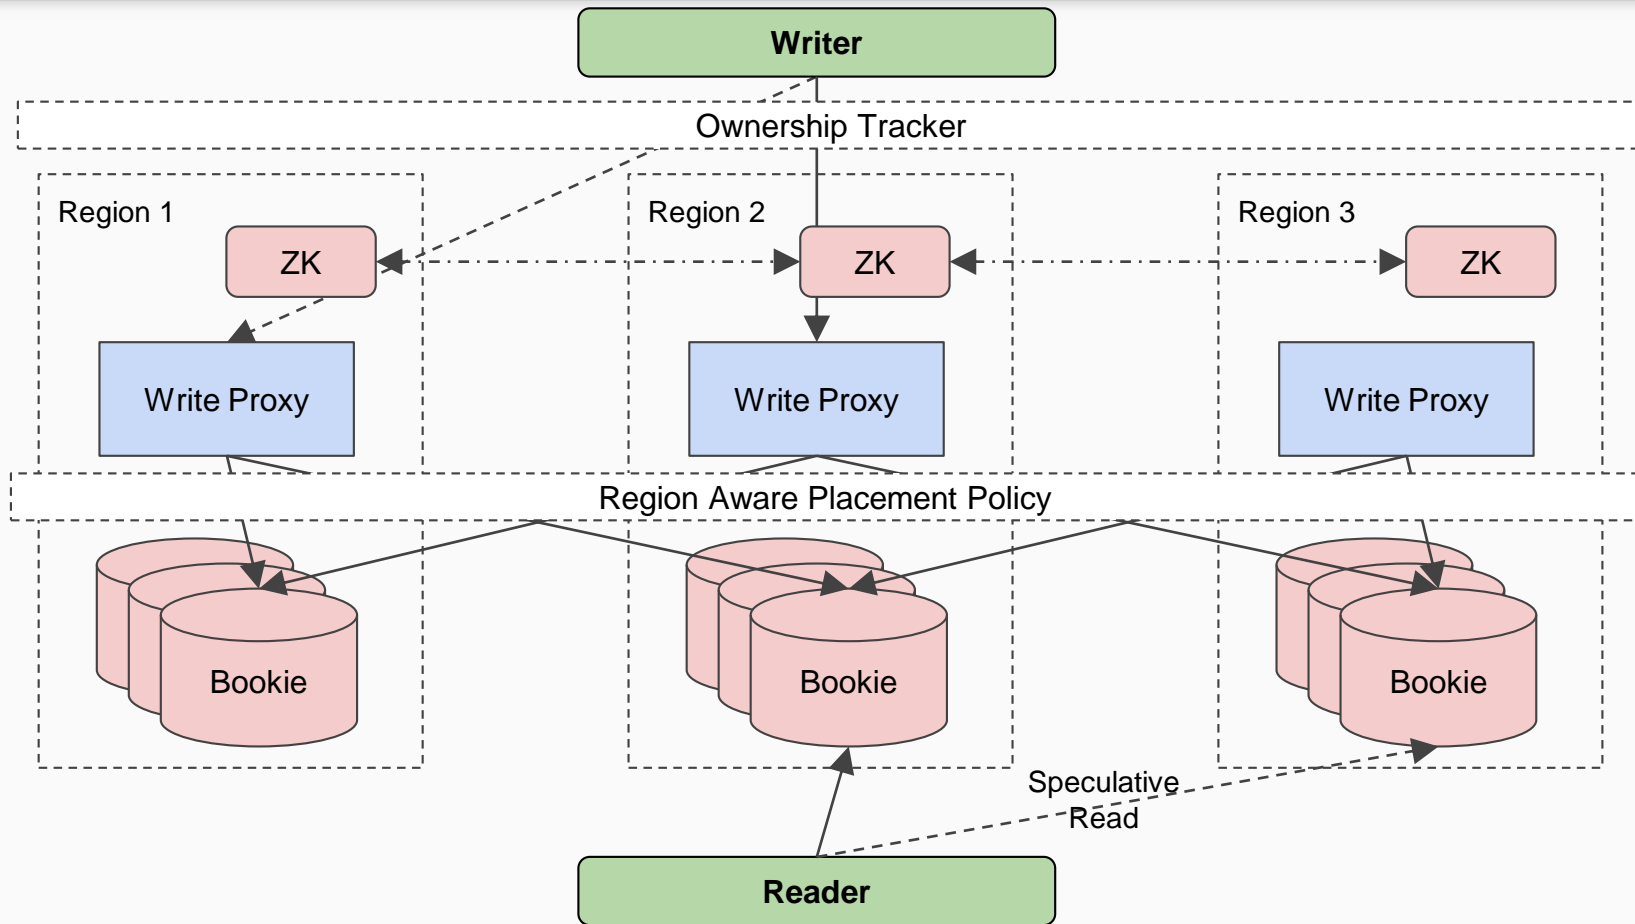 Writer
Ownership Tracker
Region 1
Region 2
Region 3
ZK
ZK
ZK
Write Proxy
Write Proxy
Write Proxy
Region Aware Placement Policy
Bookie
Bookie
Bookie
Speculative
Read
Reader